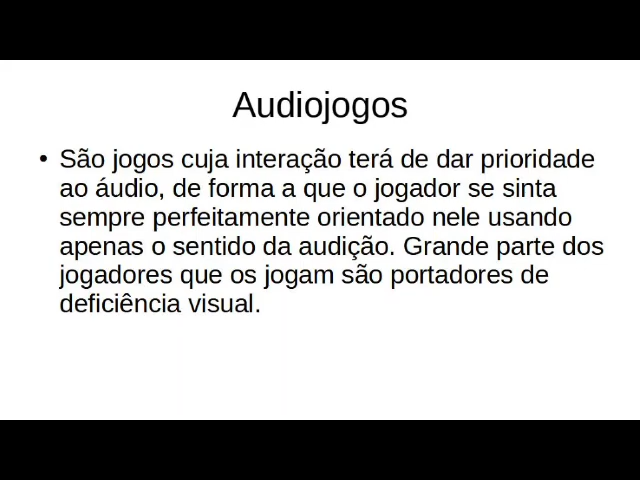 Audiojogos
• São jogos cuja interação terá de dar prioridade
ao áudio, de forma a que o jogador se sinta
sempre perfeitamente orientado nele usando
apenas o sentido da audição. Grande parte dos
jogadores que os jogam são portadores de
deficiência visual.